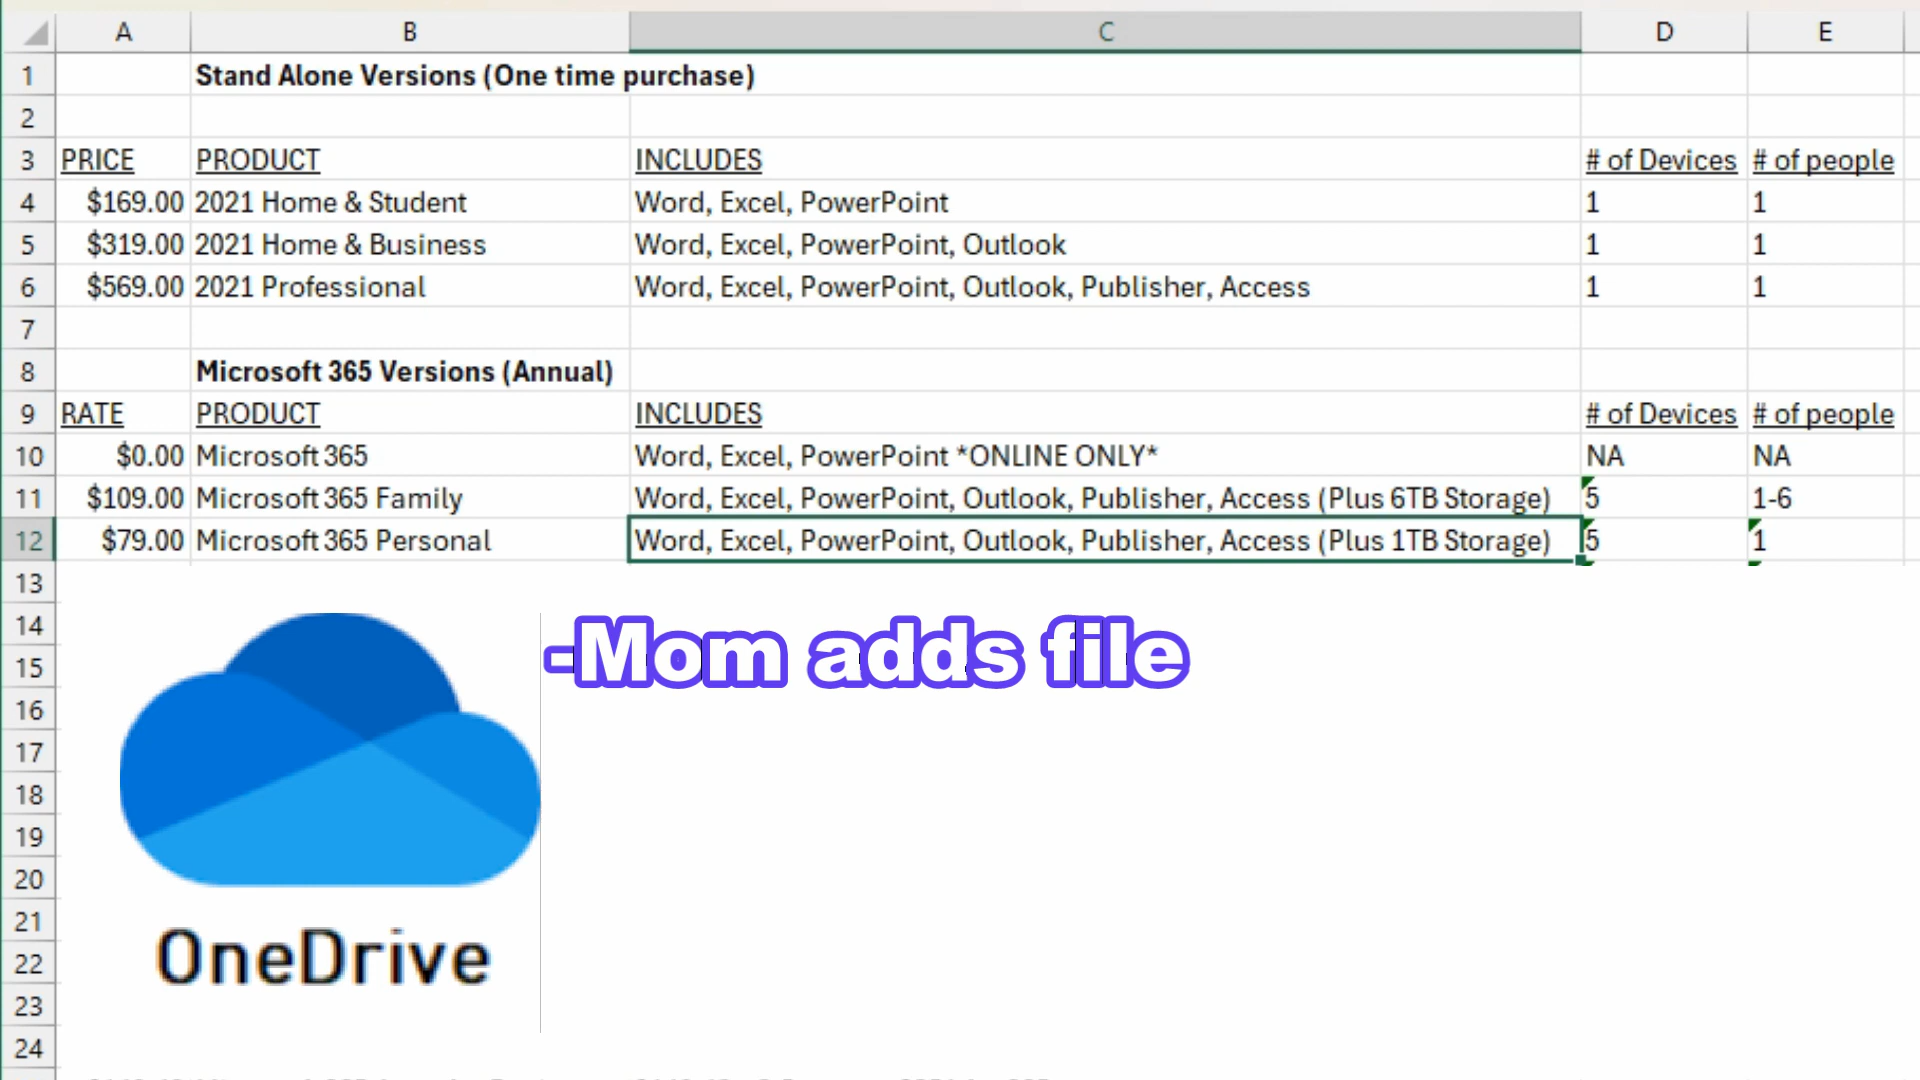 A B C D E
1 Stand Alone Versions (One time purchase)
2
3 PRICE PRODUCT INCLUDES # of Devices # of people
4 $169.00 2021 Home & Student Word, Excel, PowerPoint 1 1
5 $319.00 2021 Home & Business Word, Excel, PowerPoint, Outlook 1 1
6 $569.00 2021 Professional Word, Excel, PowerPoint, Outlook, Publisher, Access 1 1
7
8 Microsoft 365 Versions (Annual)
9 RATE PRODUCT INCLUDES # of Devices # of people
10 $0.00 Microsoft 365 Word, Excel, PowerPoint *ONLINE ONLY* NA NA
11 $109.00 Microsoft 365 Family Word, Excel, PowerPoint, Outlook, Publisher, Access (Plus 6TB Storage) 5 1-6
12 $79.00 Microsoft 365 Personal Word, Excel, PowerPoint, Outlook, Publisher, Access (Plus 1TB Storage) 5 1
13
14
-Mom adds file
15
16
17
18
19
20
21
22
OneDrive
23
24